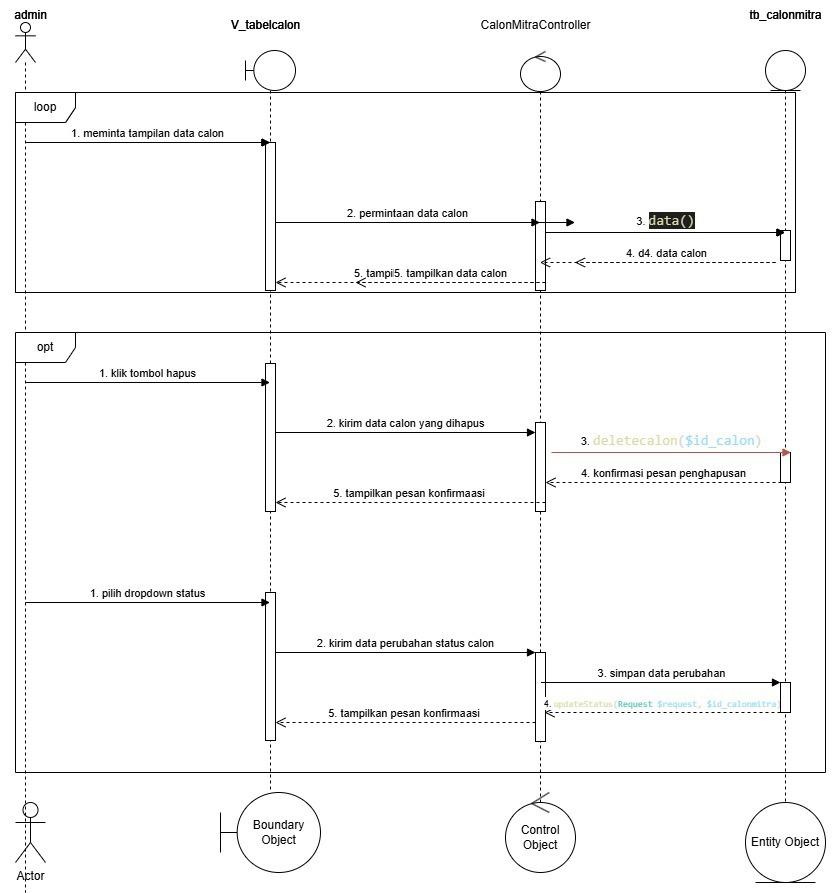 admin
V_tabelcalon
CalonMitraController
tb_calonmitra
loop
1. meminta tampilan data calon
2. permintaan data calon
3. data()
4. d4. data calon
5. tampi5. tampilkan data calon
opt
1. klik tombol hapus
2. kirim data calon yang dihapus
3. deletecalon($id_calon)
4. konfirmasi pesan penghapusan
5. tampilkan pesan konfirmaasi
1. pilih dropdown status
2. kirim data perubahan status calon
3. simpan data perubahan
4. updateStatus(Request $request, $id_calonmitra)
5. tampilkan pesan konfirmaasi
Actor
Boundary
Object
Control
Object
Entity Object